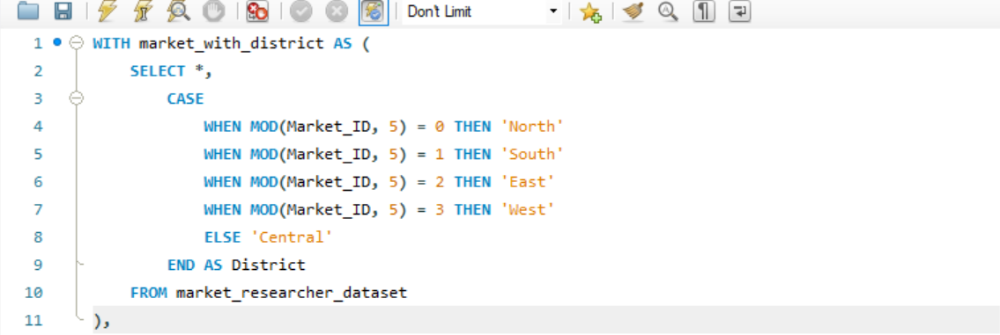 Don't Limit
1 WITH market_with_district AS (
2 SELECT *,
3 CASE
4 WHEN MOD(Market_ID, 5) = 0 THEN 'North'
5 WHEN MOD(Market_ID, 5) = 1 THEN 'South'
6 WHEN MOD(Market_ID, 5) = 2 THEN 'East'
7 WHEN MOD(Market_ID, 5) = 3 THEN 'West'
8 ELSE 'Central'
9 END AS District
10 FROM market_researcher_dataset
11 ),